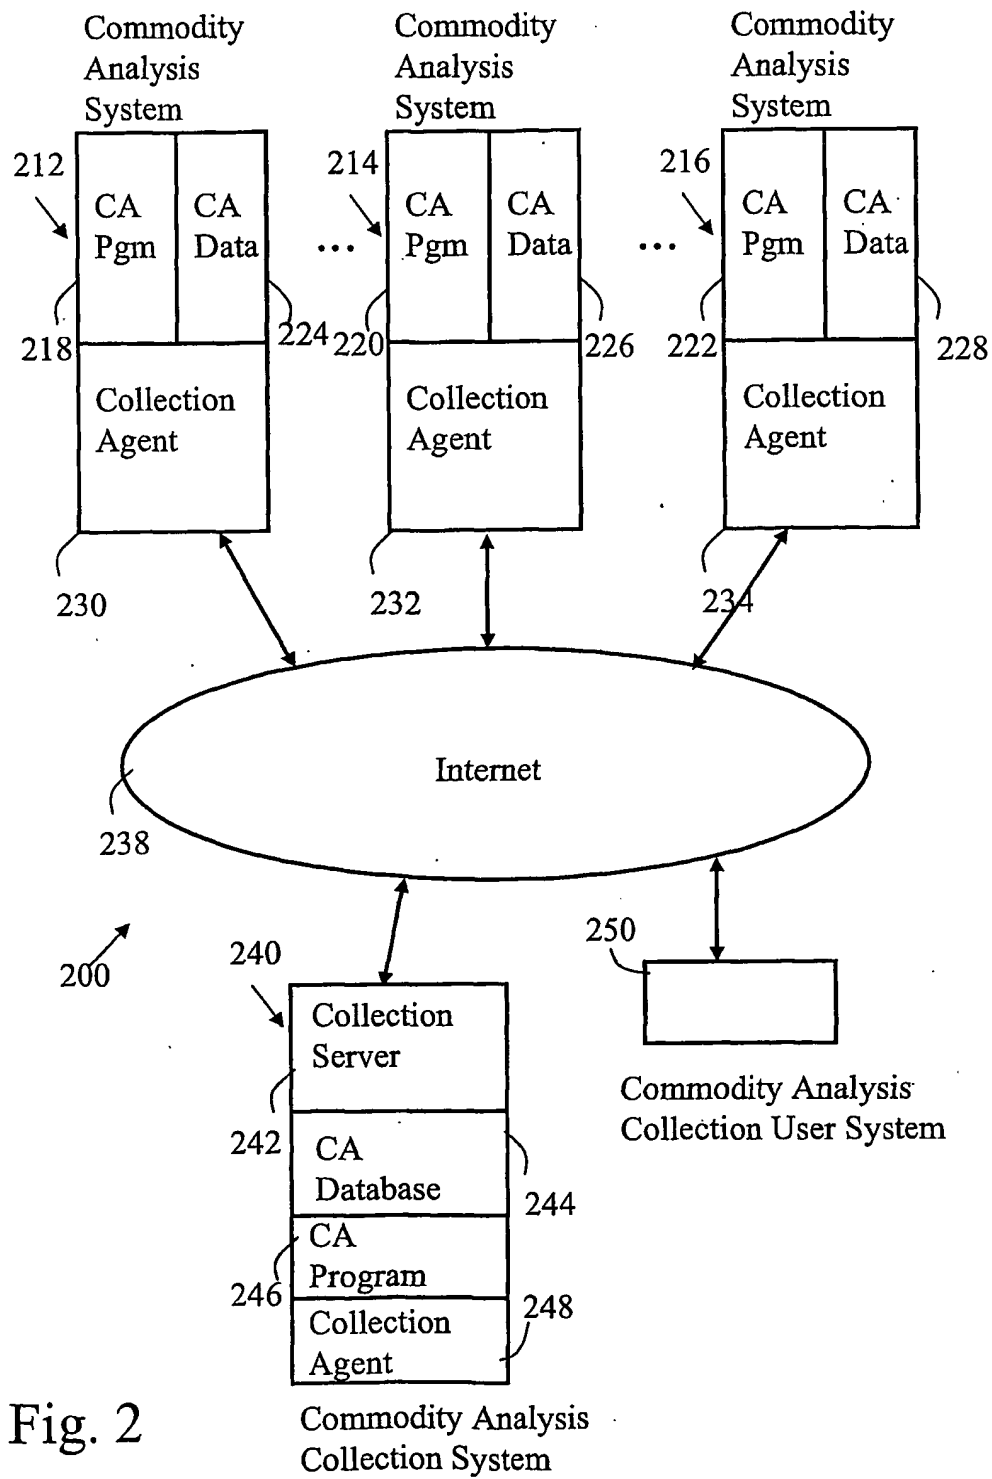 Commodity
Analysis
System
Commodity
Analysis
System
Commodity
Analysis
System
212
CA
Pgm
CA
Data
...
214
CA
Pgm
CA
Data
...
216
CA
Pgm
CA
Data
218
224
220
226
222
228
Collection
Agent
Collection
Agent
Collection
Agent
230
232
234
Internet
238
200
240
Collection
Server
242
CA
Database
244
CA
Program
246
Collection
Agent
248
Commodity Analysis
Collection System
250
Commodity Analysis
Collection User System
Fig. 2